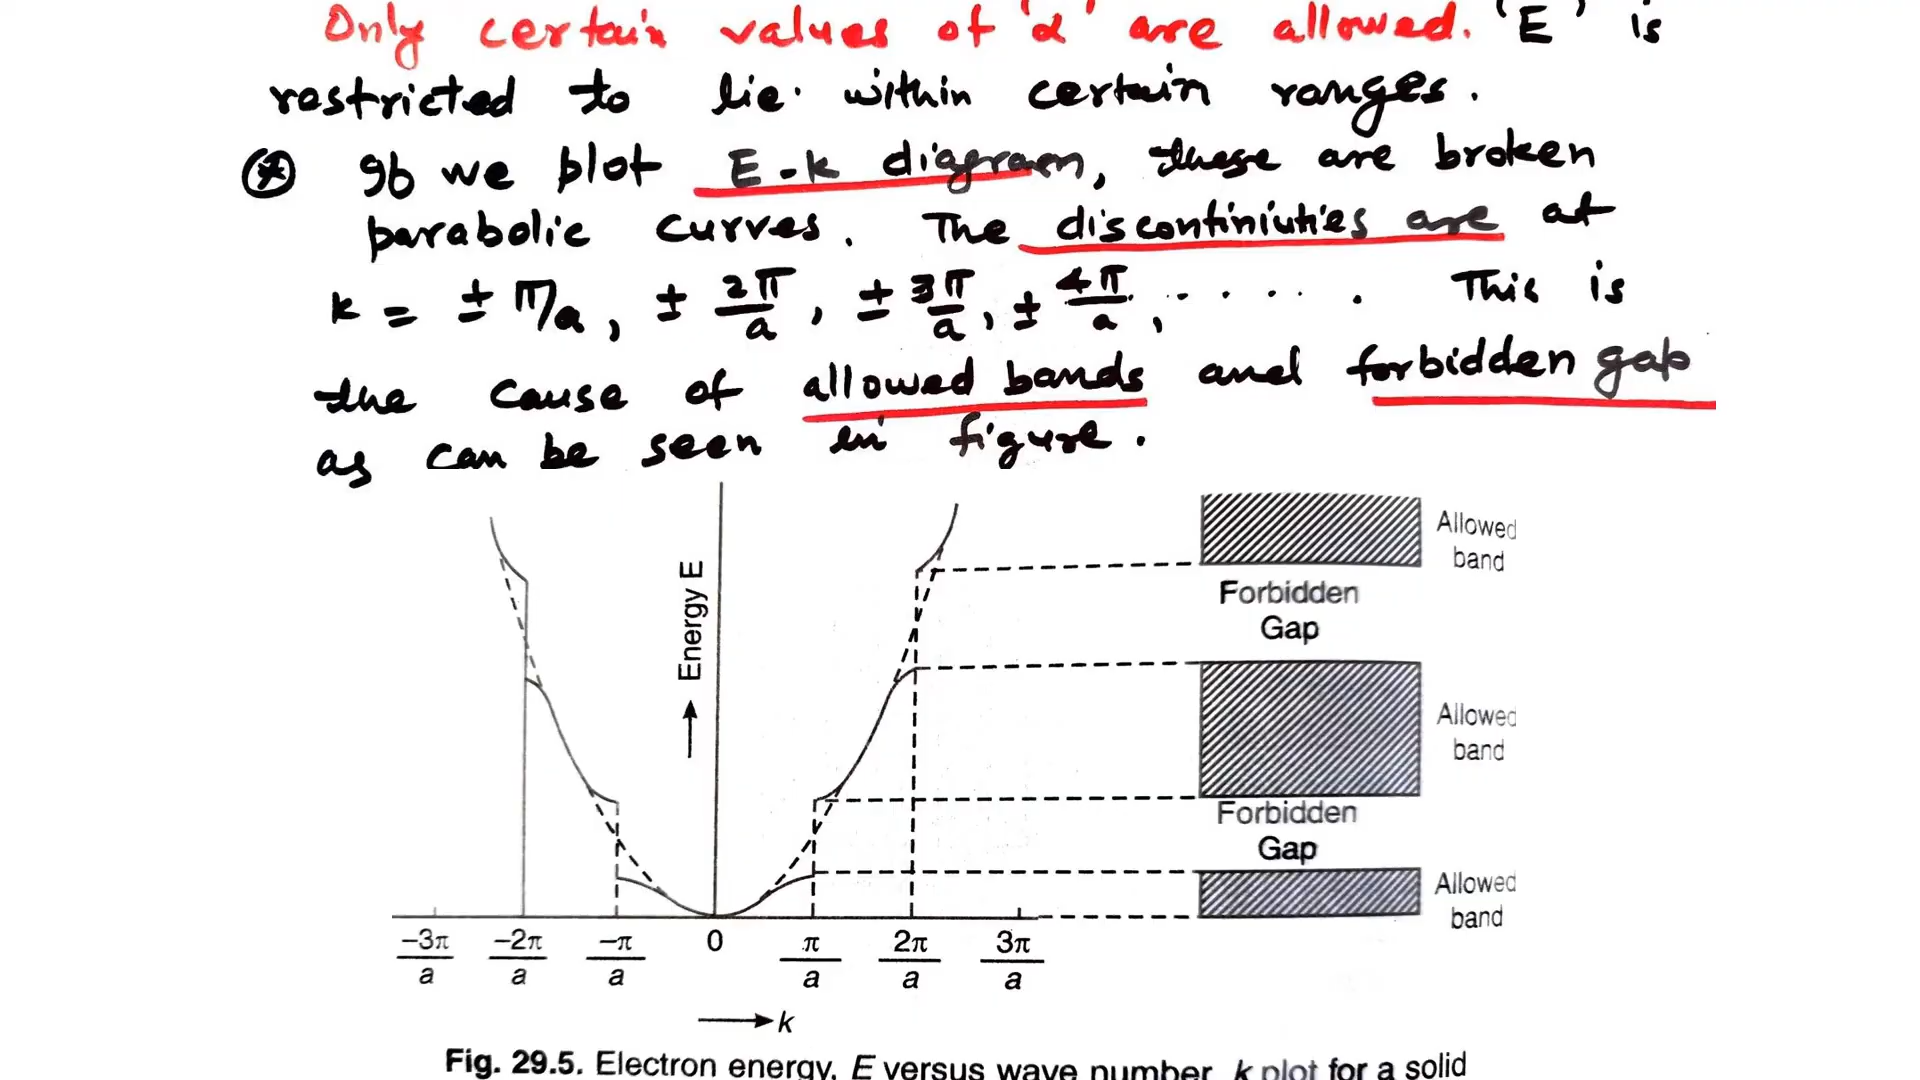 Only certain values of 'α' are allowed. 'E' is
restricted to lie within certain ranges.
* If we plot E-k diagram, these are broken
parabolic curves. The discontiniuties are at
k = ± π/a, ± 2π/a, ± 3π/a, ± 4π/a, ...... This is
the cause of allowed bands and forbidden gap
as can be seen in figure.
Allowed
band
Forbidden
Gap
Energy E
Allowed
band
Forbidden
Gap
Allowed
band
−3π/a −2π/a −π/a 0 π/a 2π/a 3π/a
k
Fig. 29.5. Electron energy, E versus wave number, k plot for a solid